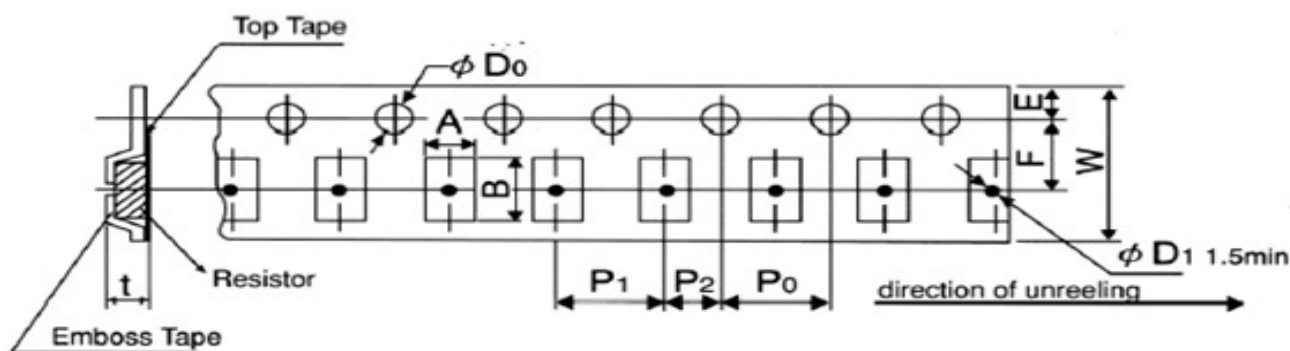 Top Tape
ϕ D0
A
B
E
F
W
ϕ D1 1.5min
Resistor
t
P1
P2
P0
direction of unreeling
Emboss Tape